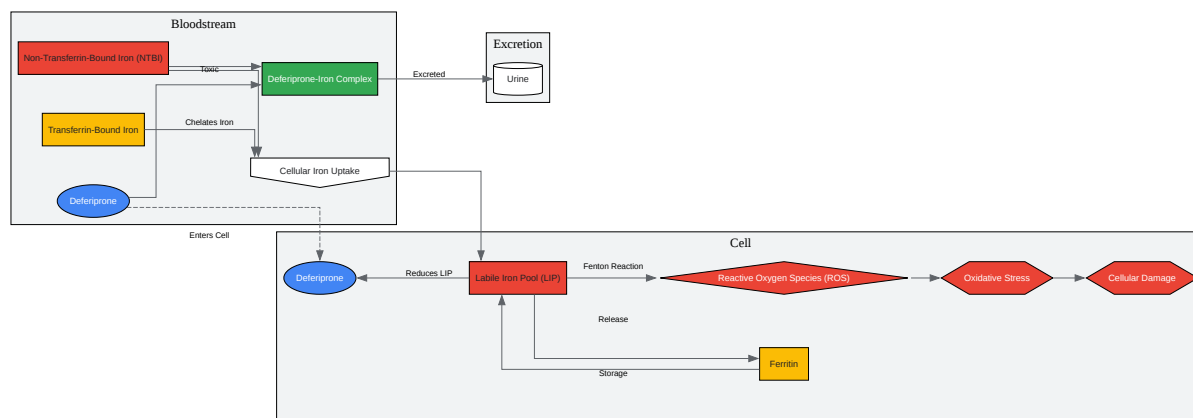 Bloodstream
Excretion
Non-Transferrin-Bound Iron (NTBI)
Toxic
Deferiprone-Iron Complex
Excreted
Urine
Transferrin-Bound Iron
Chelates Iron
Cellular Iron Uptake
Deferiprone
Enters Cell
Cell
Deferiprone
Reduces LIP
Labile Iron Pool (LIP)
Fenton Reaction
Reactive Oxygen Species (ROS)
Oxidative Stress
Cellular Damage
Release
Ferritin
Storage